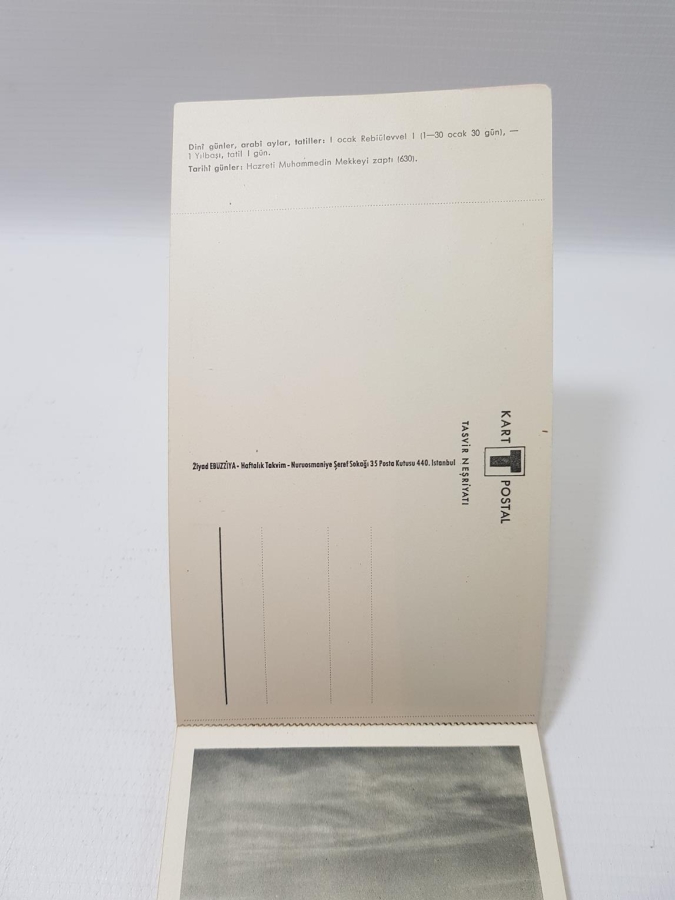 Dinî günler, arabî aylar, tatiller: 1 ocak Rebiülevvel 1 (1—30 ocak 30 gün), —
1 Yılbaşı, tatil 1 gün.
Tarihî günler: Hazreti Muhammedin Mekkeyi zaptı (630).
KART T POSTAL
TASVİR NEŞRİYATI
Ziyad EBUZZİYA - Haftalık Takvim - Nuruosmaniye Şeref Sokağı 35 Posta Kutusu 440. İstanbul